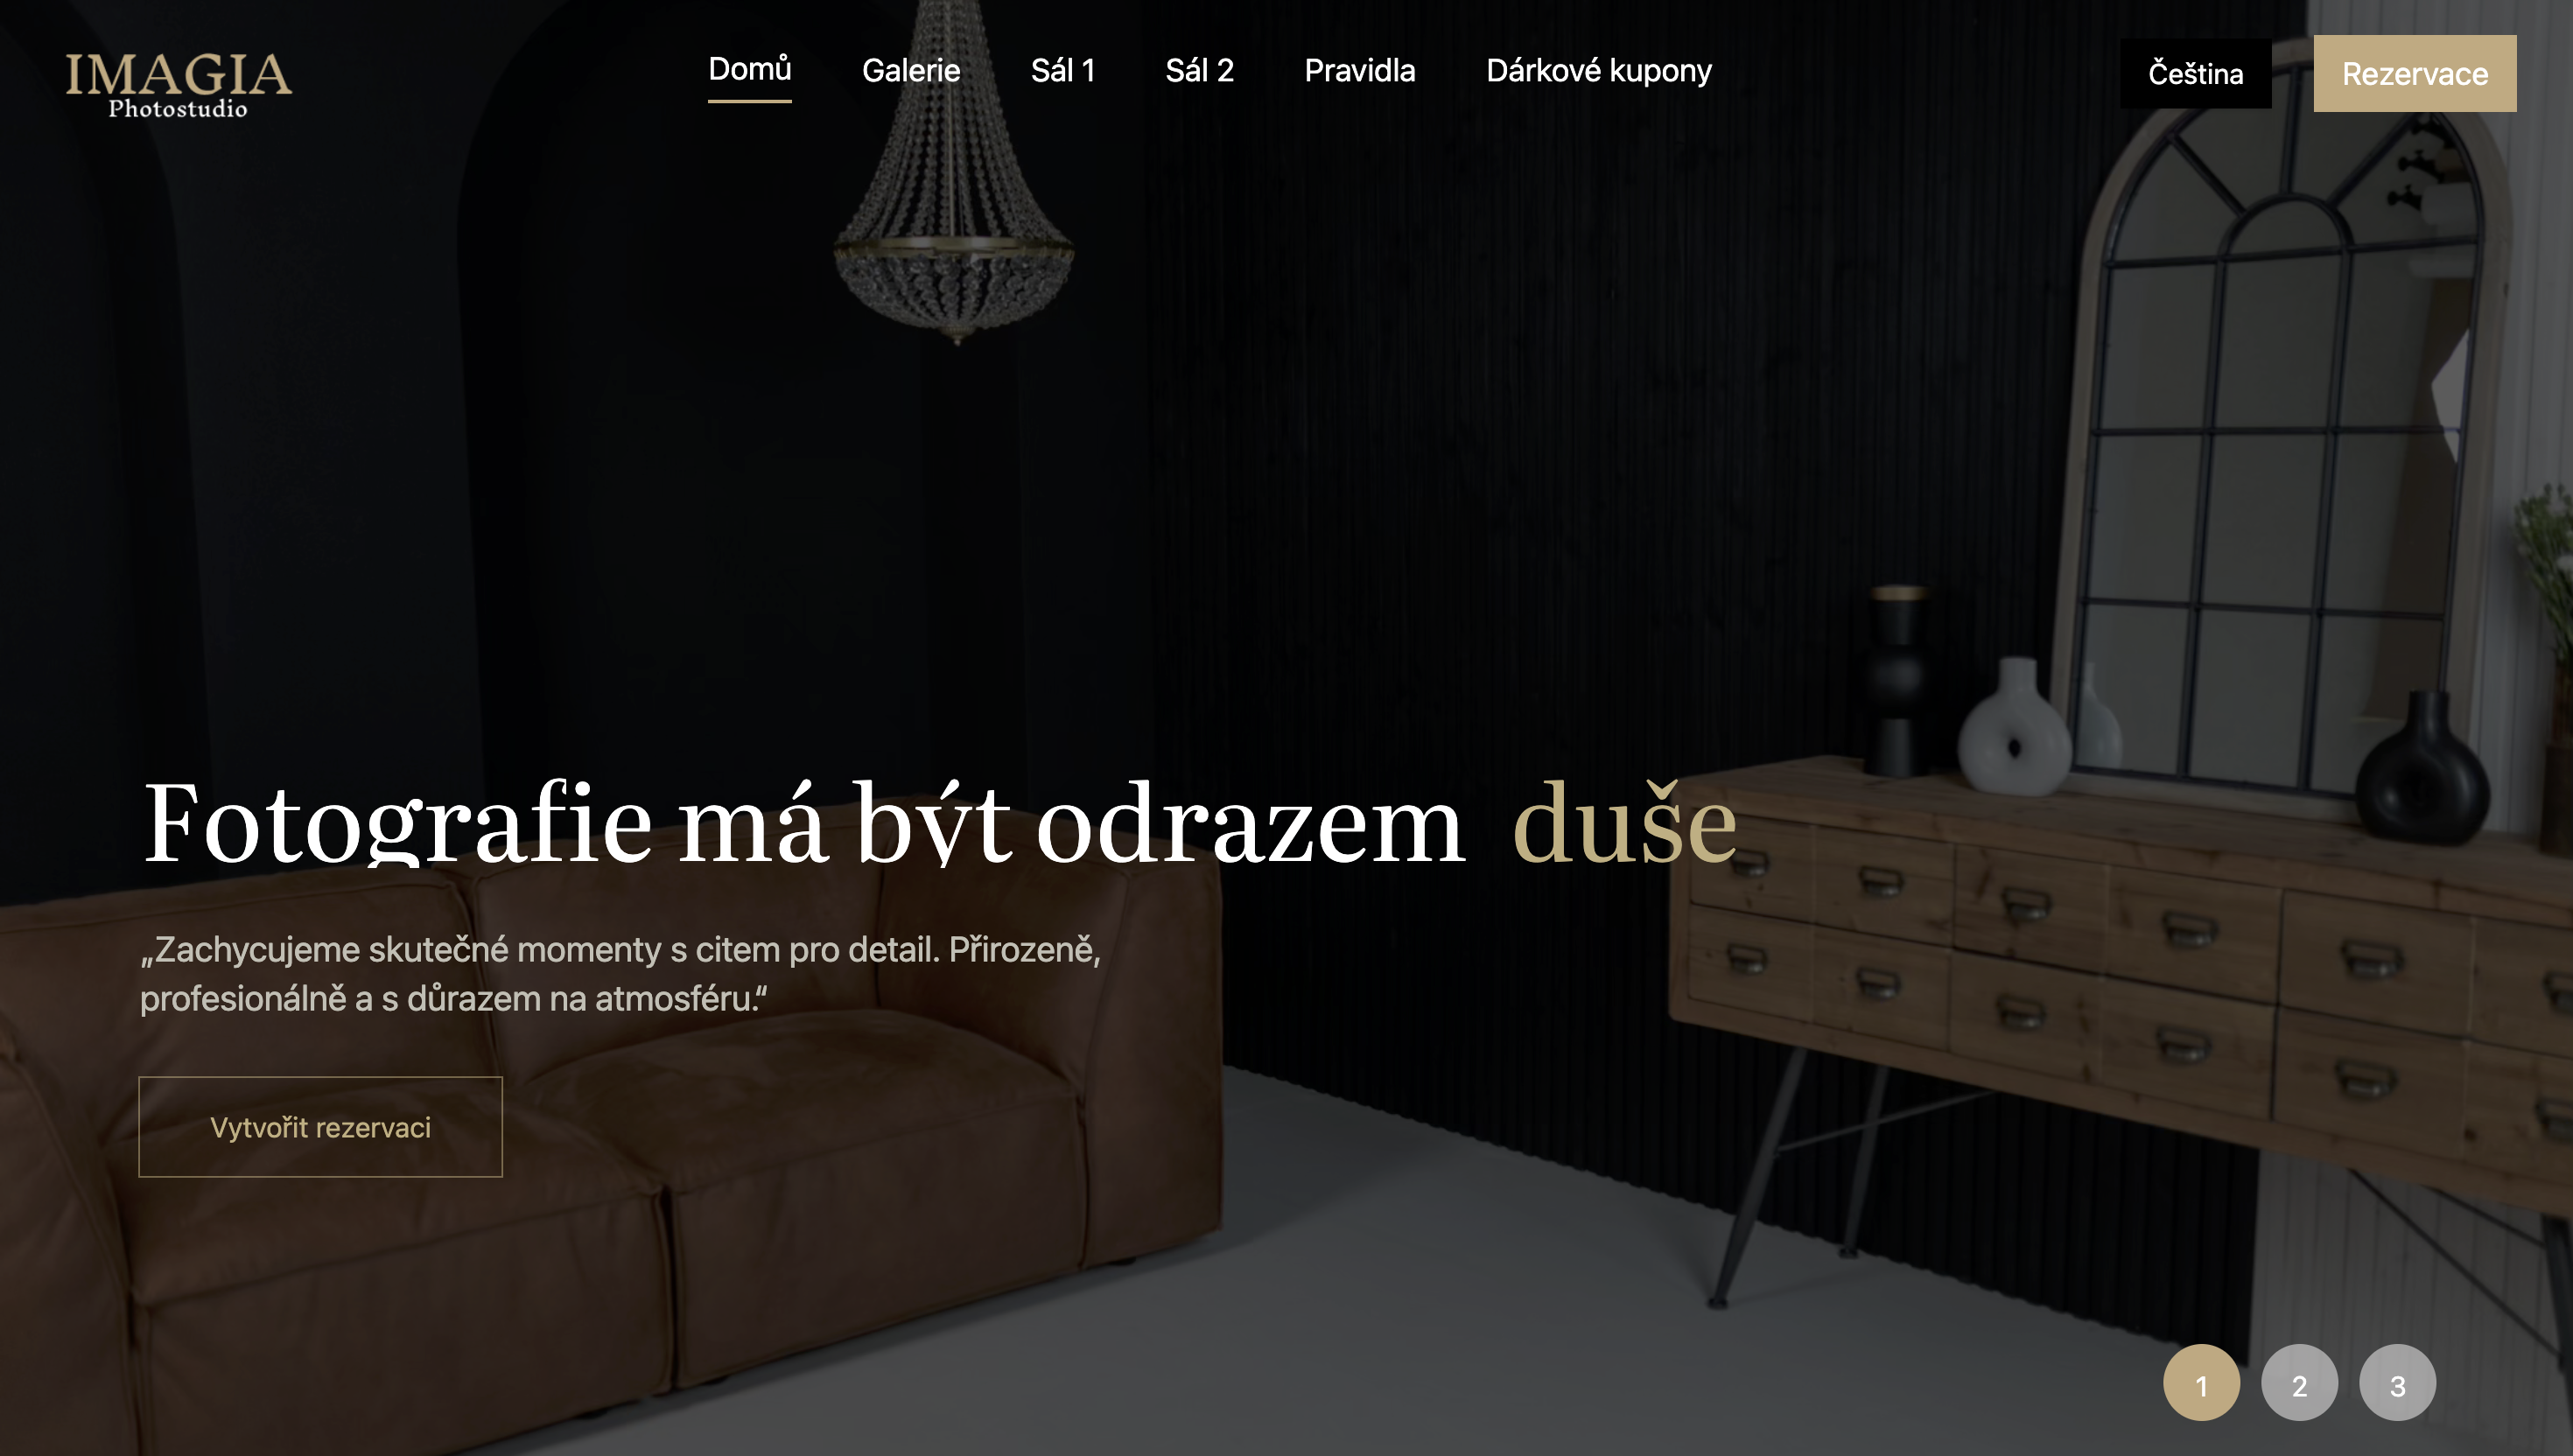 IMAGIA
Photostudio
Domů
Galerie
Sál 1
Sál 2
Pravidla
Dárkové kupony
Čeština
Rezervace
Fotografie má být odrazem duše
„Zachycujeme skutečné momenty s citem pro detail. Přirozeně,
profesionálně a s důrazem na atmosféru.“
Vytvořit rezervaci
1
2
3